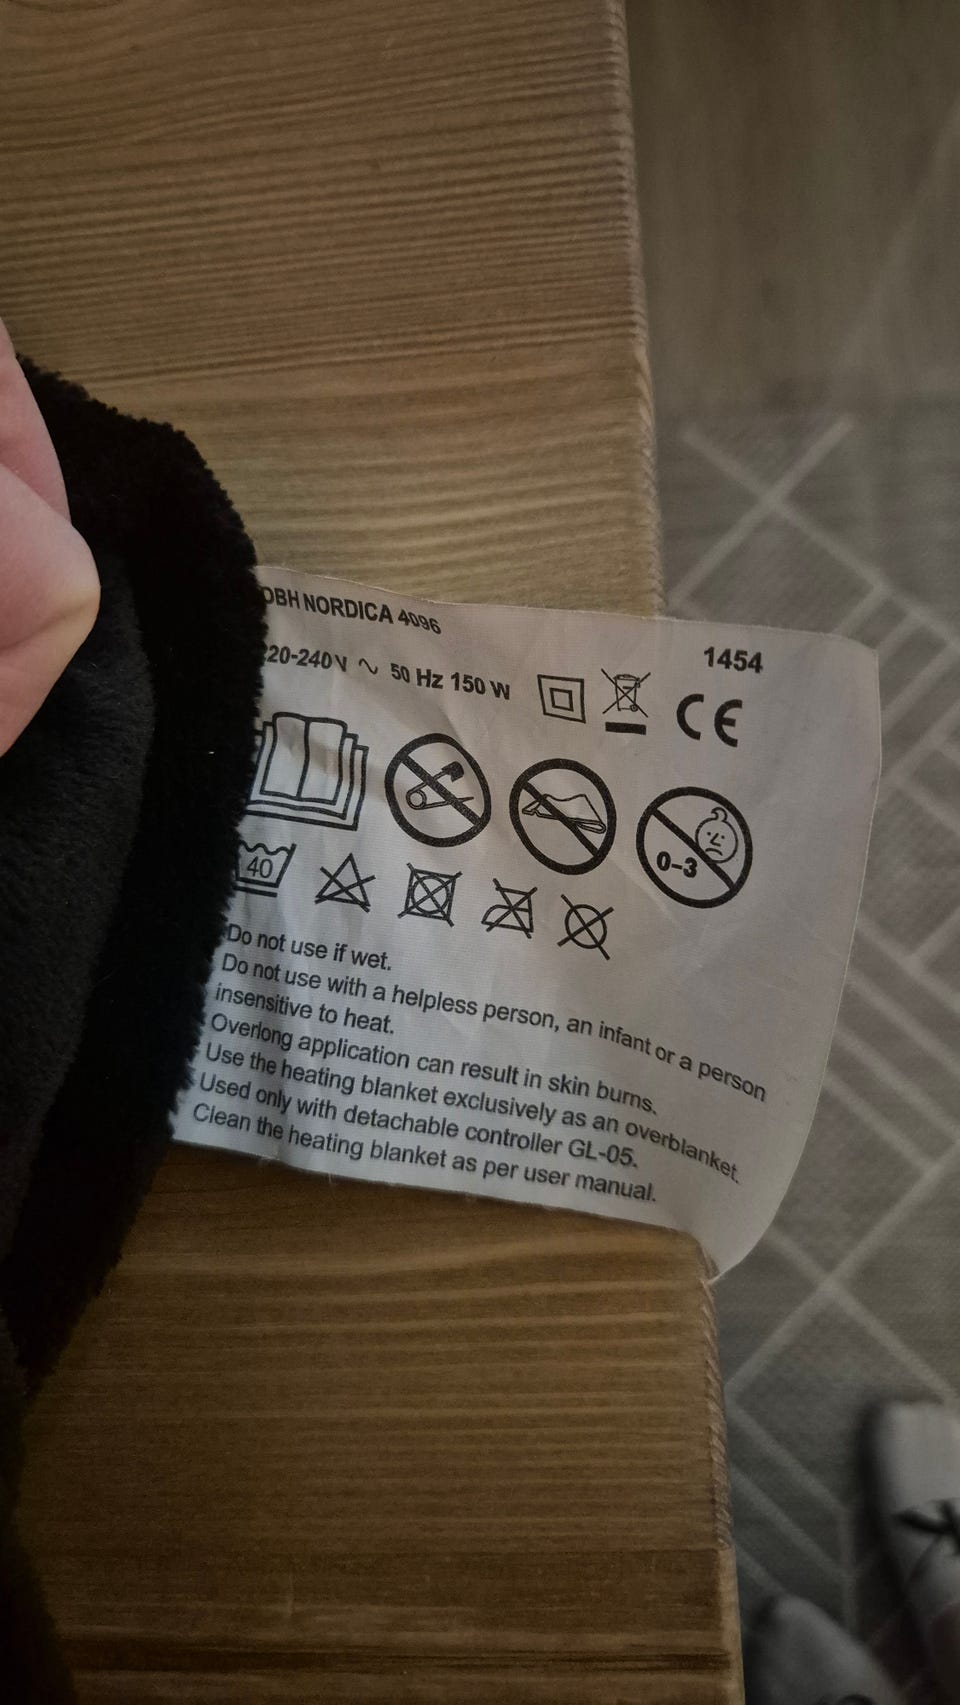 OBH NORDICA 4096
1454
220-240V ~ 50 Hz 150 W
CE
0-3
40
Do not use if wet.
Do not use with a helpless person, an infant or a person
insensitive to heat.
Overlong application can result in skin burns.
Use the heating blanket exclusively as an overblanket.
Used only with detachable controller GL-05.
Clean the heating blanket as per user manual.